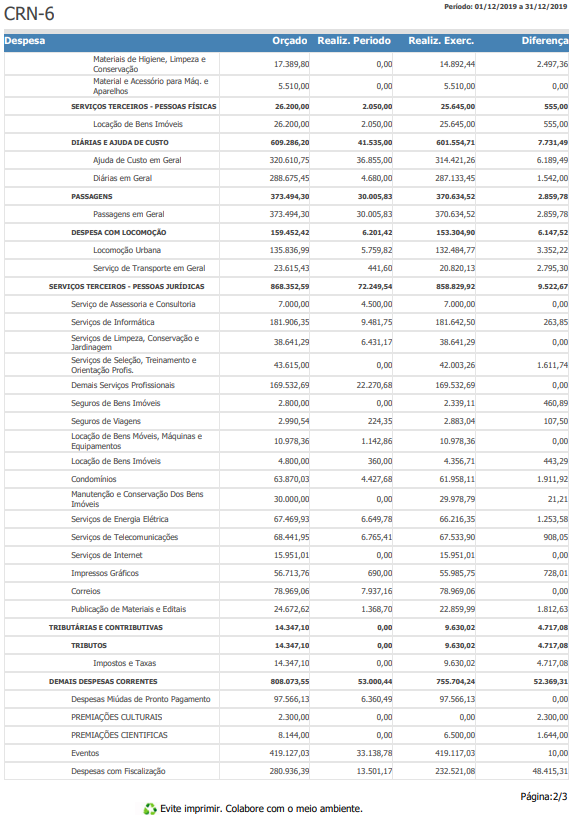 CRN-6
Período: 01/12/2019 a 31/12/2019
Despesa Orçado Realiz. Período Realiz. Exerc. Diferença
Materiais de Higiene, Limpeza e
Conservação 17.389,80 0,00 14.892,44 2.497,36
Material e Acessório para Máq. e
Aparelhos 5.510,00 0,00 5.510,00 0,00
SERVIÇOS TERCEIROS - PESSOAS FÍSICAS 26.200,00 2.050,00 25.645,00 555,00
Locação de Bens Imóveis 26.200,00 2.050,00 25.645,00 555,00
DIÁRIAS E AJUDA DE CUSTO 609.286,20 41.535,00 601.554,71 7.731,49
Ajuda de Custo em Geral 320.610,75 36.855,00 314.421,26 6.189,49
Diárias em Geral 288.675,45 4.680,00 287.133,45 1.542,00
PASSAGENS 373.494,30 30.005,83 370.634,52 2.859,78
Passagens em Geral 373.494,30 30.005,83 370.634,52 2.859,78
DESPESA COM LOCOMOÇÃO 159.452,42 6.201,42 153.304,90 6.147,52
Locomoção Urbana 135.836,99 5.759,82 132.484,77 3.352,22
Serviço de Transporte em Geral 23.615,43 441,60 20.820,13 2.795,30
SERVIÇOS TERCEIROS - PESSOAS JURÍDICAS 868.352,59 72.249,54 858.829,92 9.522,67
Serviço de Assessoria e Consultoria 7.000,00 4.500,00 7.000,00 0,00
Serviços de Informática 181.906,35 9.481,75 181.642,50 263,85
Serviços de Limpeza, Conservação e
Jardinagem 38.641,29 6.431,17 38.641,29 0,00
Serviços de Seleção, Treinamento e
Orientação Profis. 43.615,00 0,00 42.003,26 1.611,74
Demais Serviços Profissionais 169.532,69 22.270,68 169.532,69 0,00
Seguros de Bens Imóveis 2.800,00 0,00 2.339,11 460,89
Seguros de Viagens 2.990,54 224,35 2.883,04 107,50
Locação de Bens Móveis, Máquinas e
Equipamentos 10.978,36 1.142,86 10.978,36 0,00
Locação de Bens Imóveis 4.800,00 360,00 4.356,71 443,29
Condomínios 63.870,03 4.427,68 61.958,11 1.911,92
Manutenção e Conservação Dos Bens
Imóveis 30.000,00 0,00 29.978,79 21,21
Serviços de Energia Elétrica 67.469,93 6.649,78 66.216,35 1.253,58
Serviços de Telecomunicações 68.441,95 6.765,41 67.533,90 908,05
Serviços de Internet 15.951,01 0,00 15.951,01 0,00
Impressos Gráficos 56.713,76 690,00 55.985,75 728,01
Correios 78.969,06 7.937,16 78.969,06 0,00
Publicação de Materiais e Editais 24.672,62 1.368,70 22.859,99 1.812,63
TRIBUTÁRIAS E CONTRIBUTIVAS 14.347,10 0,00 9.630,02 4.717,08
TRIBUTOS 14.347,10 0,00 9.630,02 4.717,08
Impostos e Taxas 14.347,10 0,00 9.630,02 4.717,08
DEMAIS DESPESAS CORRENTES 808.073,55 53.000,44 755.704,24 52.369,31
Despesas Miúdas de Pronto Pagamento 97.566,13 6.360,49 97.566,13 0,00
PREMIAÇÕES CULTURAIS 2.300,00 0,00 0,00 2.300,00
PREMIAÇÕES CIENTIFICAS 8.144,00 0,00 6.500,00 1.644,00
Eventos 419.127,03 33.138,78 419.117,03 10,00
Despesas com Fiscalização 280.936,39 13.501,17 232.521,08 48.415,31
Página:2/3
Evite imprimir. Colabore com o meio ambiente.